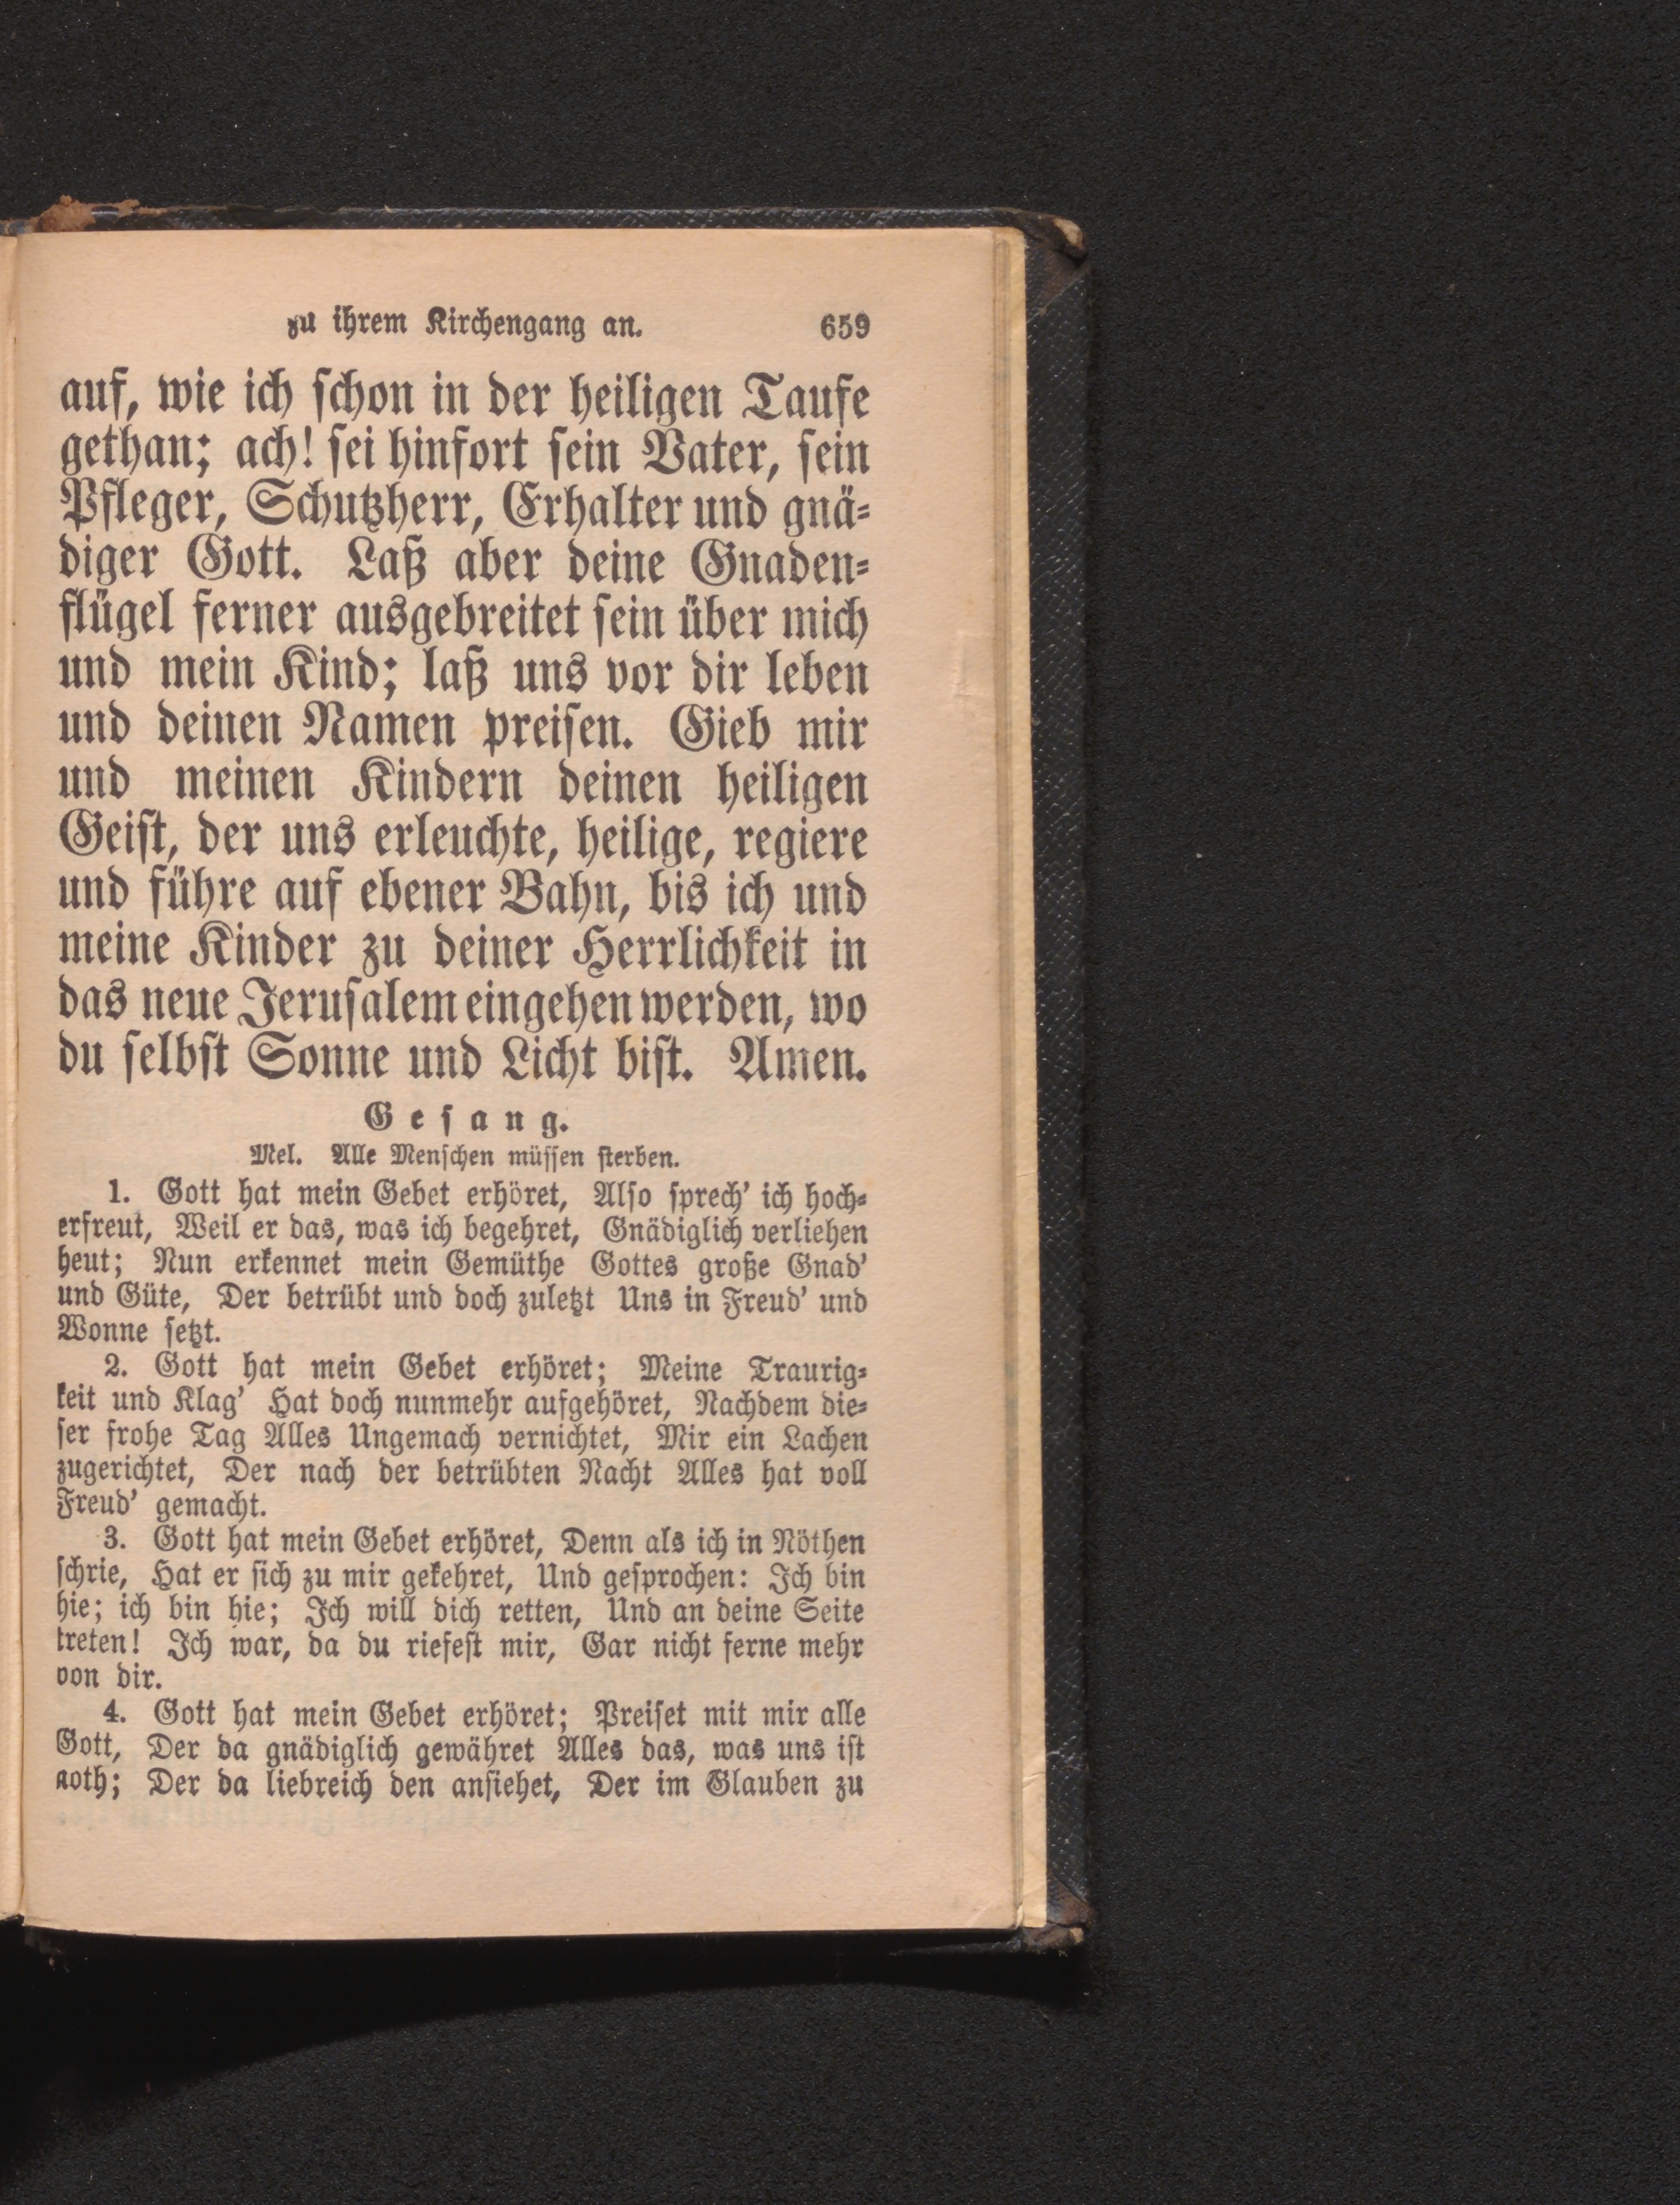 zu ihrem Kirchengang an. 659
auf, wie ich schon in der heiligen Taufe
gethan; ach! sei hinfort sein Vater, sein
Pfleger, Schutzherr, Erhalter und gnä-
diger Gott. Laß aber deine Gnaden-
flügel ferner ausgebreitet sein über mich
und mein Kind; laß uns vor dir leben
und deinen Namen preisen. Gieb mir
und meinen Kindern deinen heiligen
Geist, der uns erleuchte, heilige, regiere
und führe auf ebener Bahn, bis ich und
meine Kinder zu deiner Herrlichkeit in
das neue Jerusalem eingehen werden, wo
du selbst Sonne und Licht bist. Amen.
Gesang.
Mel. Alle Menschen müssen sterben.
1. Gott hat mein Gebet erhöret, Also sprech' ich hoch-
erfreut, Weil er das, was ich begehret, Gnädiglich verliehen
heut; Nun erkennet mein Gemüthe Gottes große Gnad'
und Güte, Der betrübt und doch zuletzt Uns in Freud' und
Wonne setzt.
2. Gott hat mein Gebet erhöret; Meine Traurig-
keit und Klag' Hat doch nunmehr aufgehöret, Nachdem die-
ser frohe Tag Alles Ungemach vernichtet, Mir ein Lachen
zugerichtet, Der nach der betrübten Nacht Alles hat voll
Freud' gemacht.
3. Gott hat mein Gebet erhöret, Denn als ich in Nöthen
schrie, Hat er sich zu mir gekehret, Und gesprochen: Ich bin
hie; ich bin hie; Ich will dich retten, Und an deine Seite
treten! Ich war, da du riefest mir, Gar nicht ferne mehr
von dir.
4. Gott hat mein Gebet erhöret; Preiset mit mir alle
Gott, Der da gnädiglich gewähret Alles das, was uns ist
noth; Der da liebreich den ansiehet, Der im Glauben zu